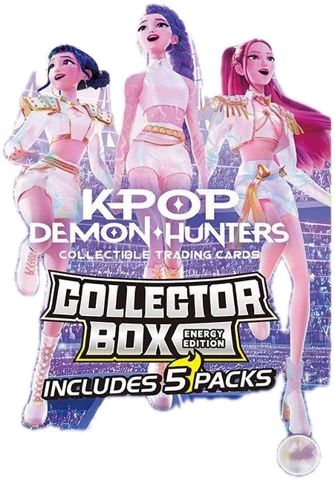 KPOP
DEMON HUNTERS
COLLECTIBLE TRADING CARDS
COLLECTOR
BOX ENERGY
EDITION
INCLUDES 5 PACKS